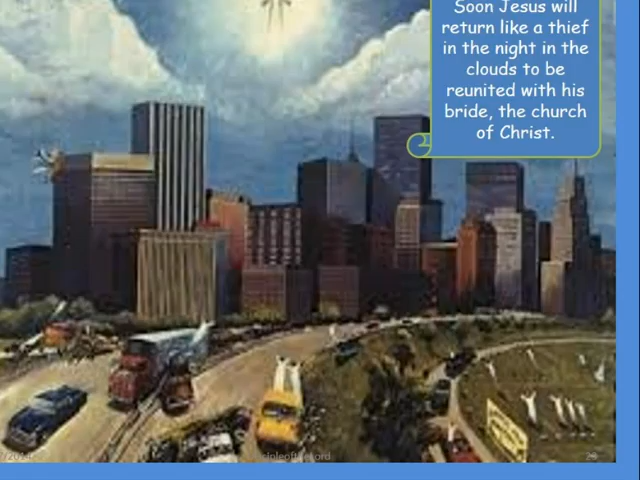 Soon Jesus will
return like a thief
in the night in the
clouds to be
reunited with his
bride, the church
of Christ.